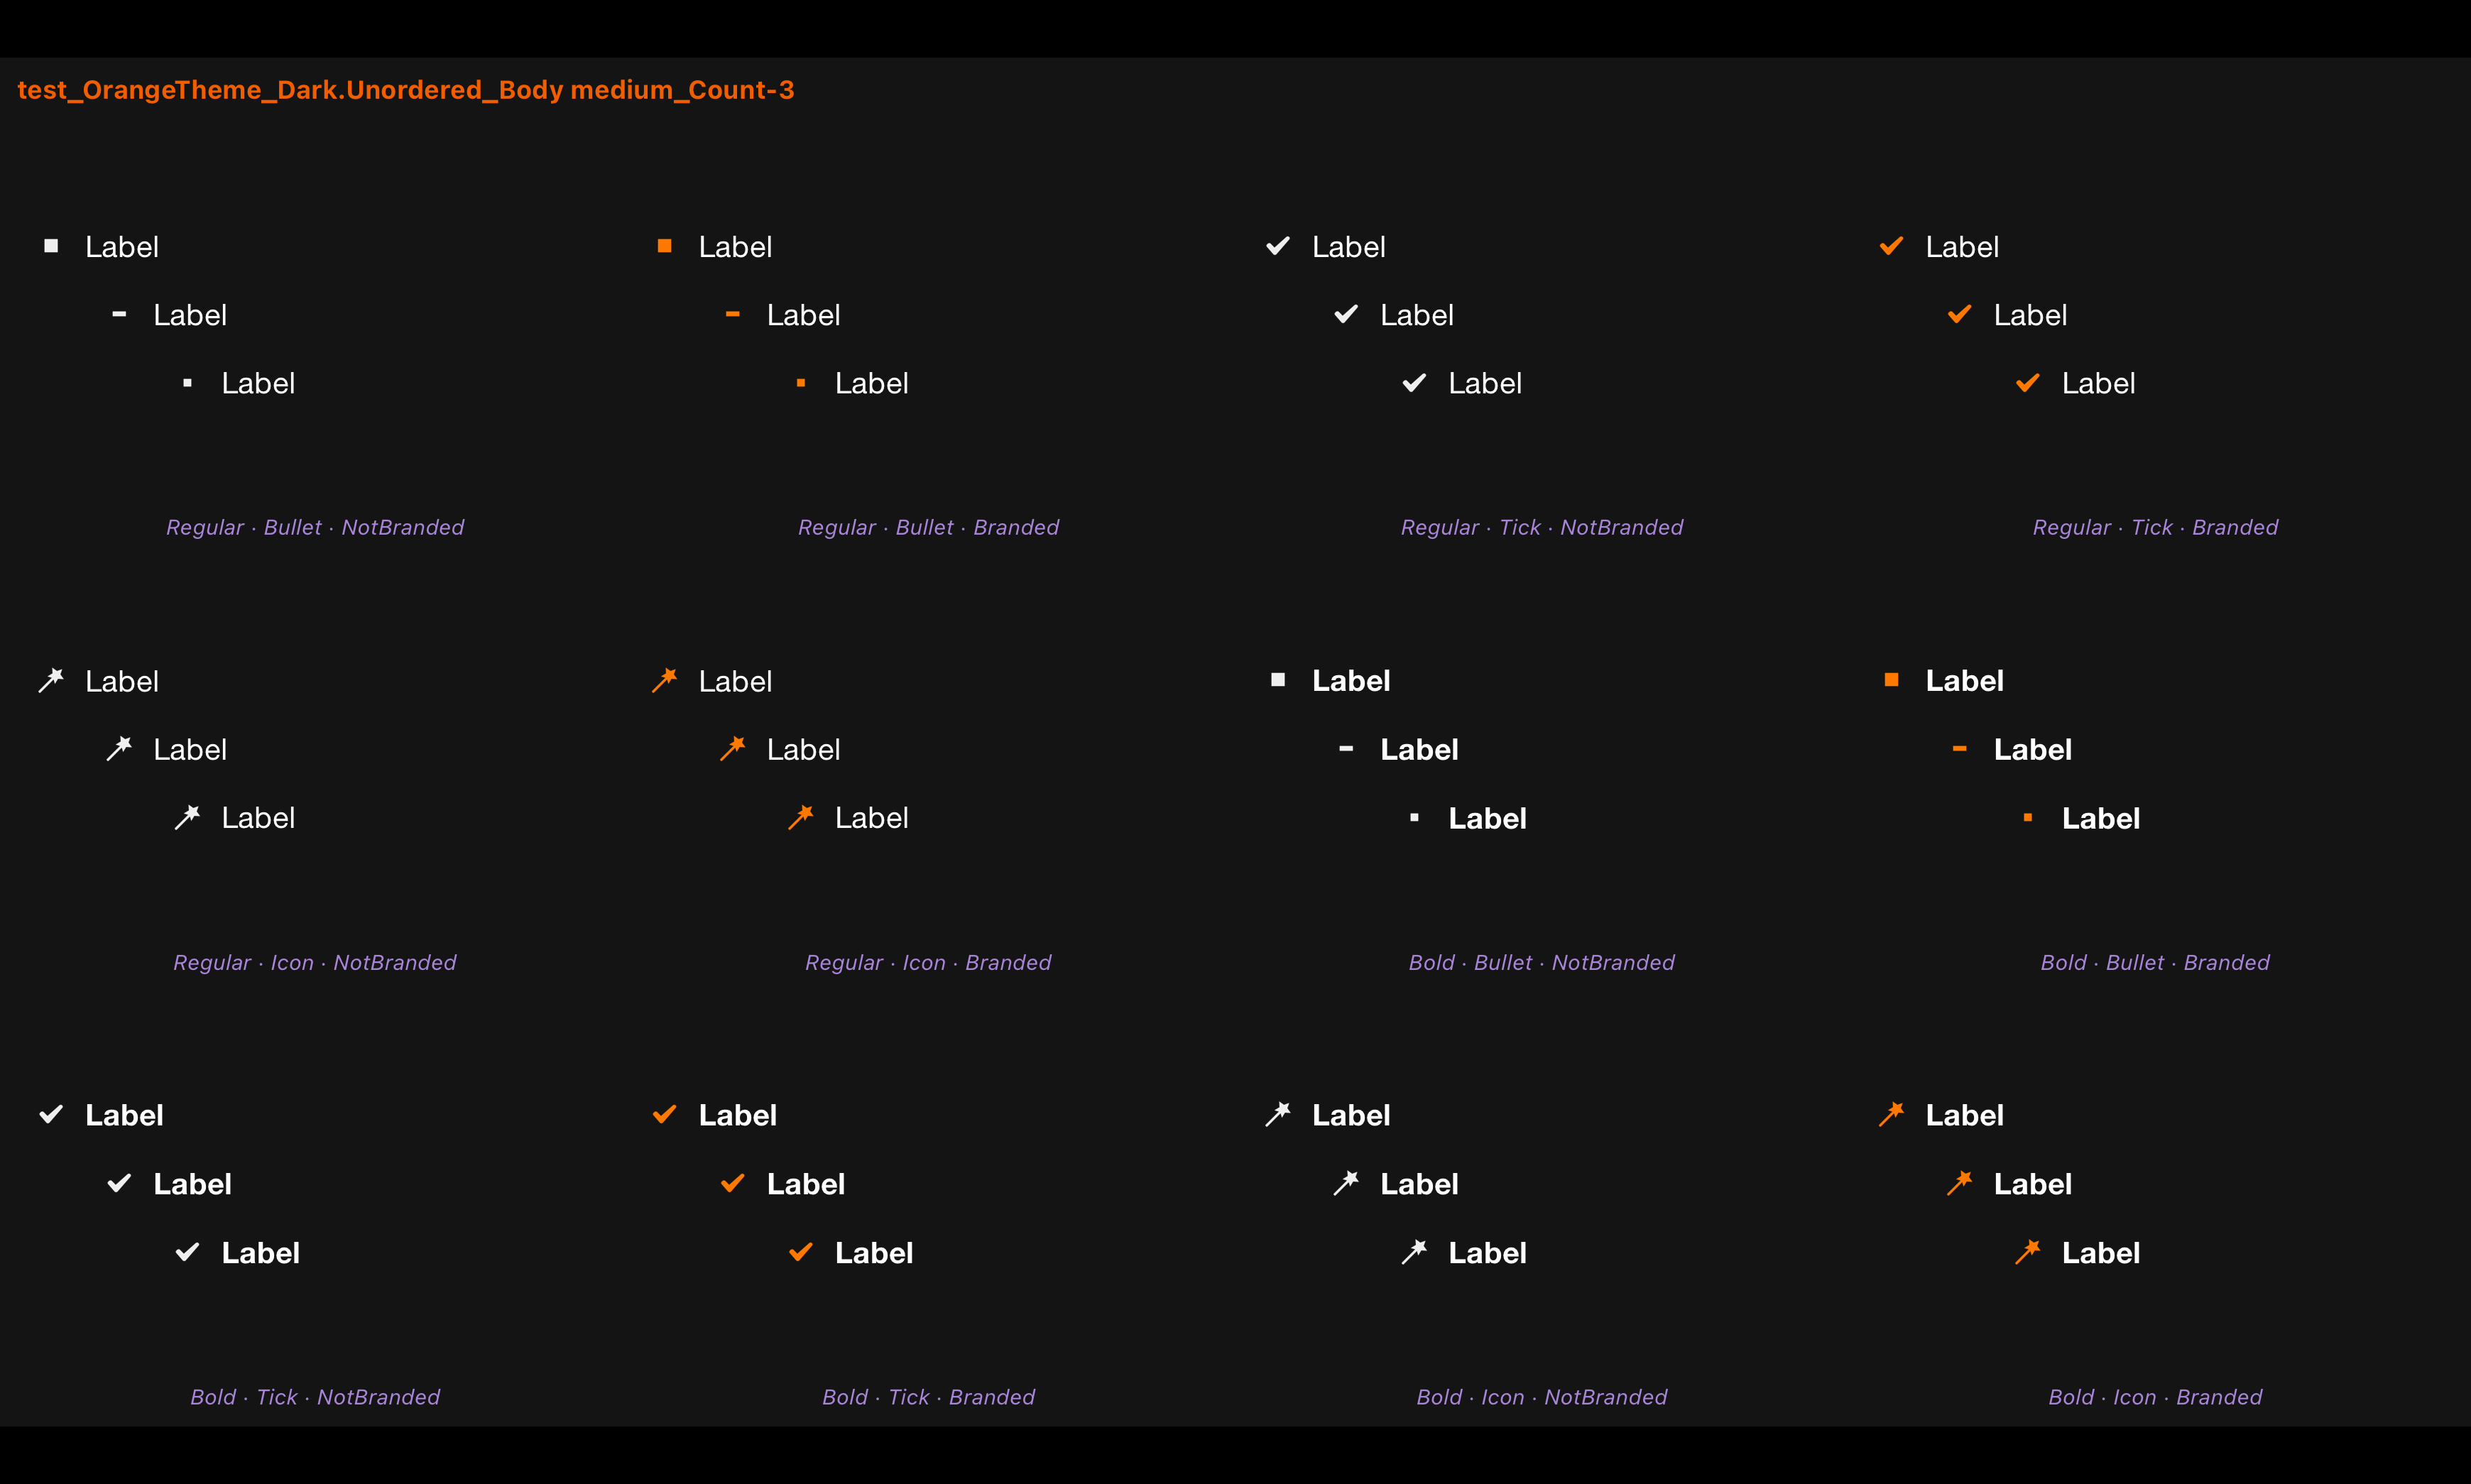 test_OrangeTheme_Dark.Unordered_Body medium_Count-3
Label
Label
Label
Regular · Bullet · NotBranded
Label
Label
Label
Regular · Bullet · Branded
Label
Label
Label
Regular · Tick · NotBranded
Label
Label
Label
Regular · Tick · Branded
Label
Label
Label
Regular · Icon · NotBranded
Label
Label
Label
Regular · Icon · Branded
Label
Label
Label
Bold · Bullet · NotBranded
Label
Label
Label
Bold · Bullet · Branded
Label
Label
Label
Bold · Tick · NotBranded
Label
Label
Label
Bold · Tick · Branded
Label
Label
Label
Bold · Icon · NotBranded
Label
Label
Label
Bold · Icon · Branded